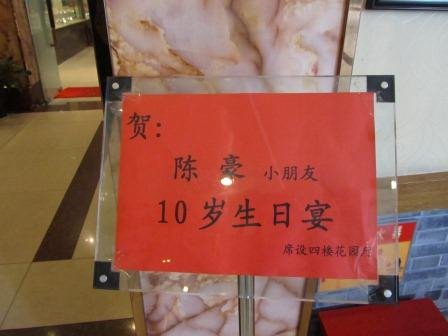 贺:
陈 豪 小朋友
10岁生日宴
席设四楼花园厅